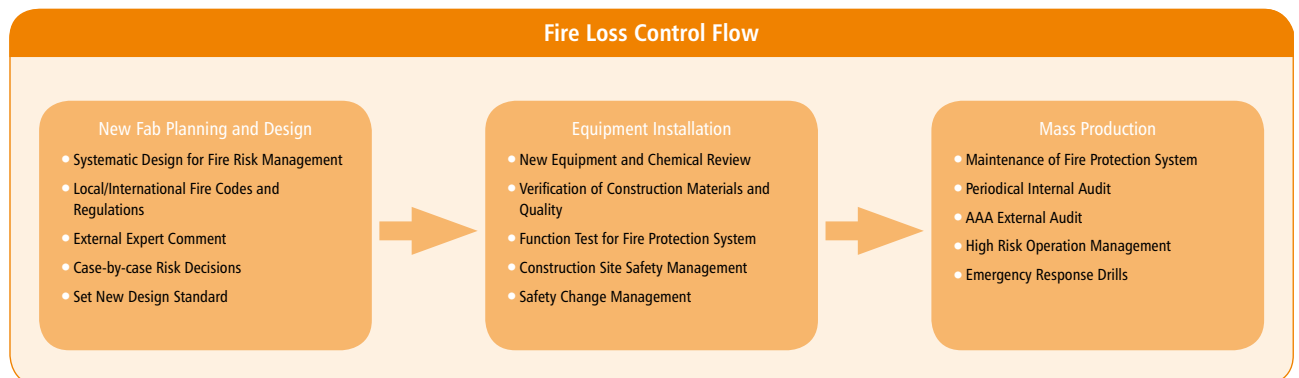 Fire Loss Control Flow
New Fab Planning and Design
Systematic Design for Fire Risk Management
Local/International Fire Codes and
Regulations
External Expert Comment
Case-by-case Risk Decisions
Set New Design Standard
Equipment Installation
New Equipment and Chemical Review
Verification of Construction Materials and
Quality
Function Test for Fire Protection System
Construction Site Safety Management
Safety Change Management
Mass Production
Maintenance of Fire Protection System
Periodical Internal Audit
AAA External Audit
High Risk Operation Management
Emergency Response Drills